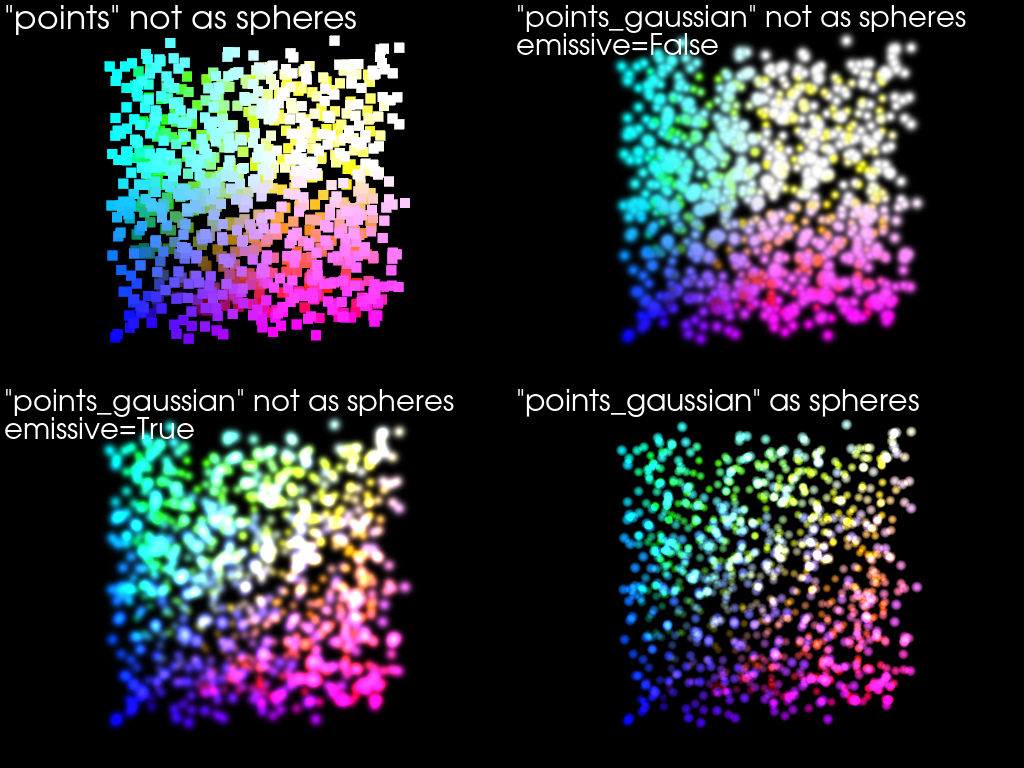 "points" not as spheres
"points_gaussian" not as spheres
emissive=False
"points_gaussian" not as spheres
emissive=True
"points_gaussian" as spheres